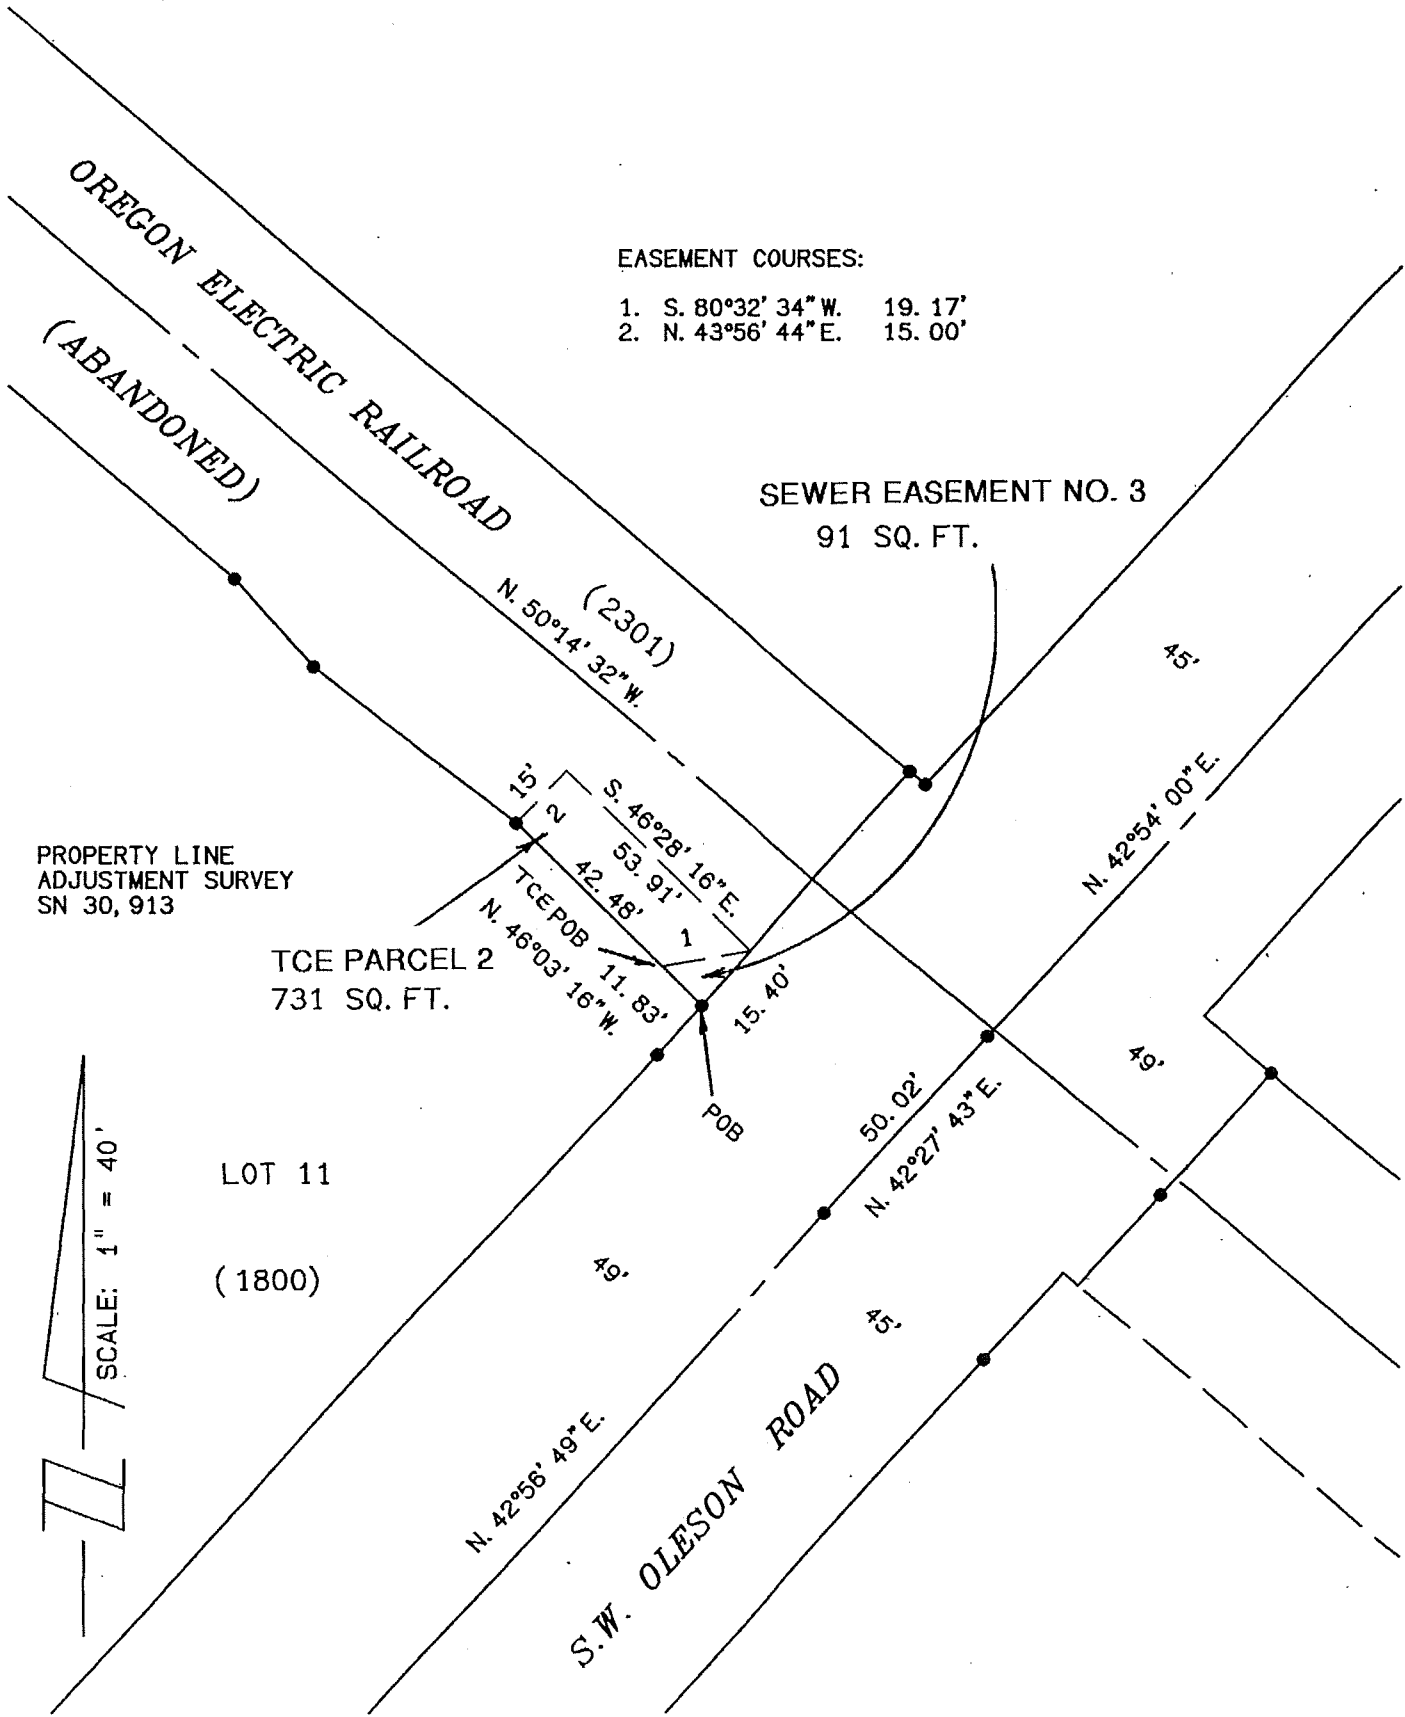 OREGON ELECTRIC RAILROAD
(ABANDONED)
EASEMENT COURSES:
1. S. 80°32' 34" W. 19. 17'
2. N. 43°56' 44" E. 15. 00'
SEWER EASEMENT NO. 3
91 SQ. FT.
(2301)
N. 50°14' 32" W.
45'
N. 42°54' 00" E.
15'
2
S. 46°28' 16" E.
53. 91'
42. 48'
TCE POB
1
11. 83'
N. 46°03' 16" W.
15. 40'
PROPERTY LINE
ADJUSTMENT SURVEY
SN 30, 913
TCE PARCEL 2
731 SQ. FT.
POB
50. 02'
N. 42°27' 43" E.
49'
SCALE: 1" = 40'
LOT 11
(1800)
49'
45'
N. 42°56' 49" E.
S.W. OLESON ROAD
N